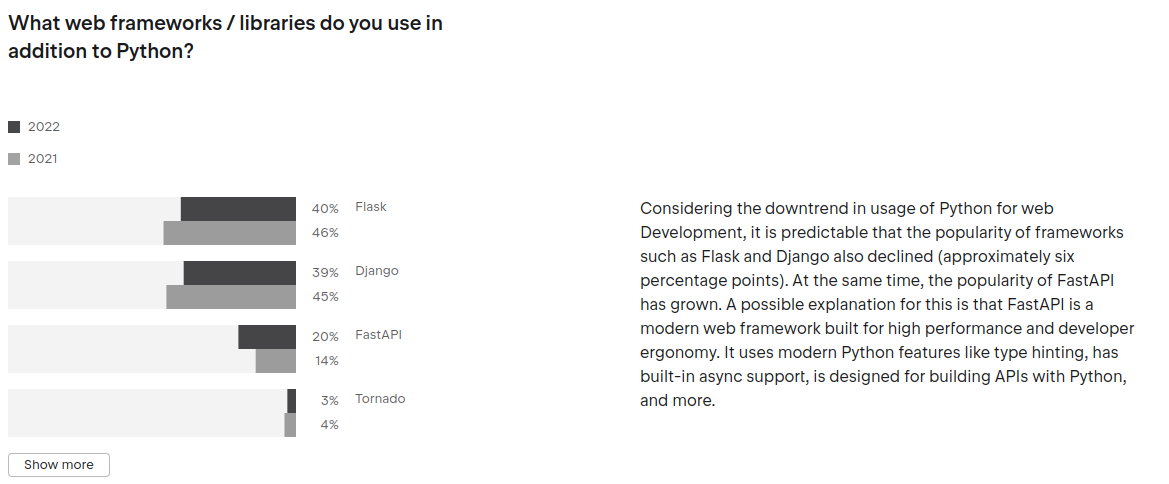 What web frameworks / libraries do you use in
addition to Python?
2022
2021
40% Flask
46%
39% Django
45%
20% FastAPI
14%
3% Tornado
4%
Show more
Considering the downtrend in usage of Python for web
Development, it is predictable that the popularity of frameworks
such as Flask and Django also declined (approximately six
percentage points). At the same time, the popularity of FastAPI
has grown. A possible explanation for this is that FastAPI is a
modern web framework built for high performance and developer
ergonomy. It uses modern Python features like type hinting, has
built-in async support, is designed for building APIs with Python,
and more.